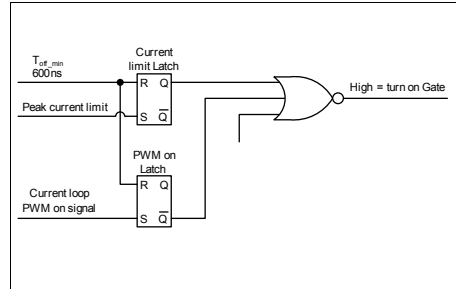 Current
limit Latch
T_off_min
600ns
R Q
Peak current limit
S Q̅
High = turn on Gate
PWM on
Latch
R Q
Current loop
PWM on signal
S Q̅